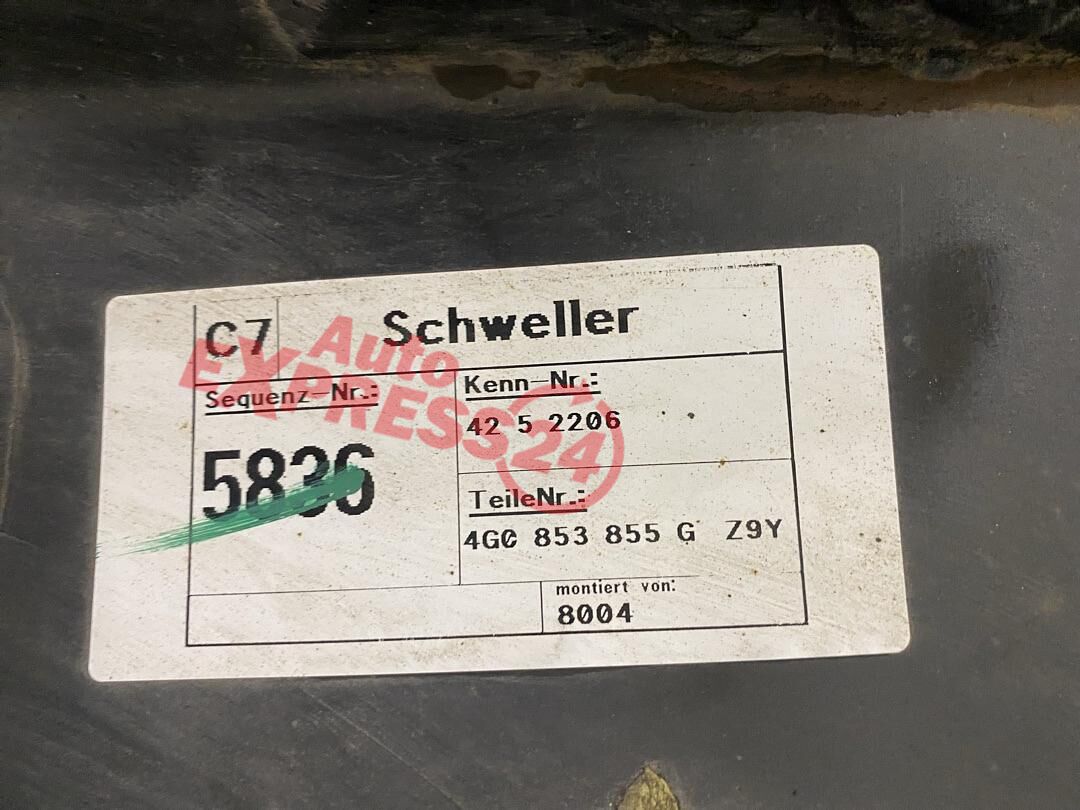 C7 Schweller
Sequenz-Nr.:
5836
Kenn-Nr.:
42 5 2206
TeileNr.:
4G0 853 855 G Z9Y
montiert von:
8004
Auto
EXPRESS24